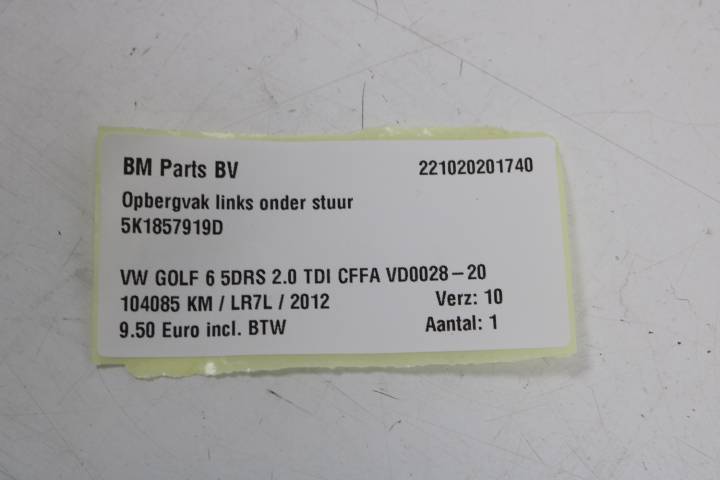 BM Parts BV 221020201740
Opbergvak links onder stuur
5K1857919D
VW GOLF 6 5DRS 2.0 TDI CFFA VD0028-20
104085 KM / LR7L / 2012 Verz: 10
9.50 Euro incl. BTW Aantal: 1